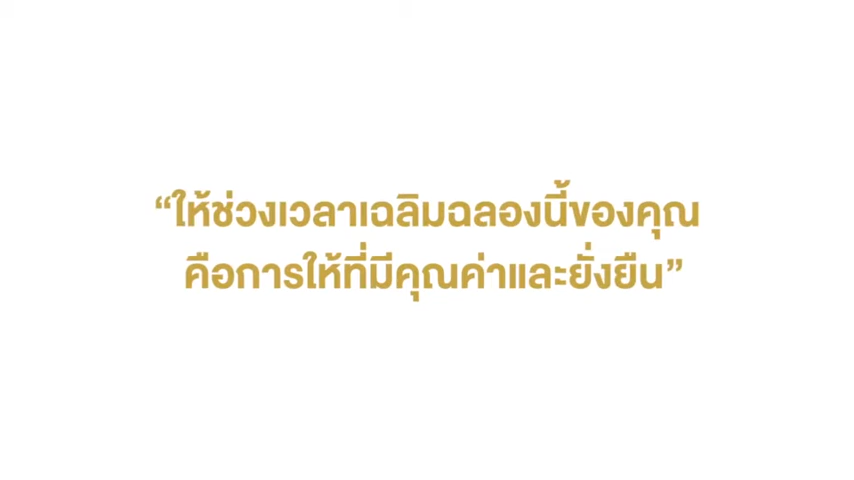 “ให้ช่วงเวลาเฉลิมฉลองนี้ของคุณ
คือการให้ที่มีคุณค่าและยั่งยืน”